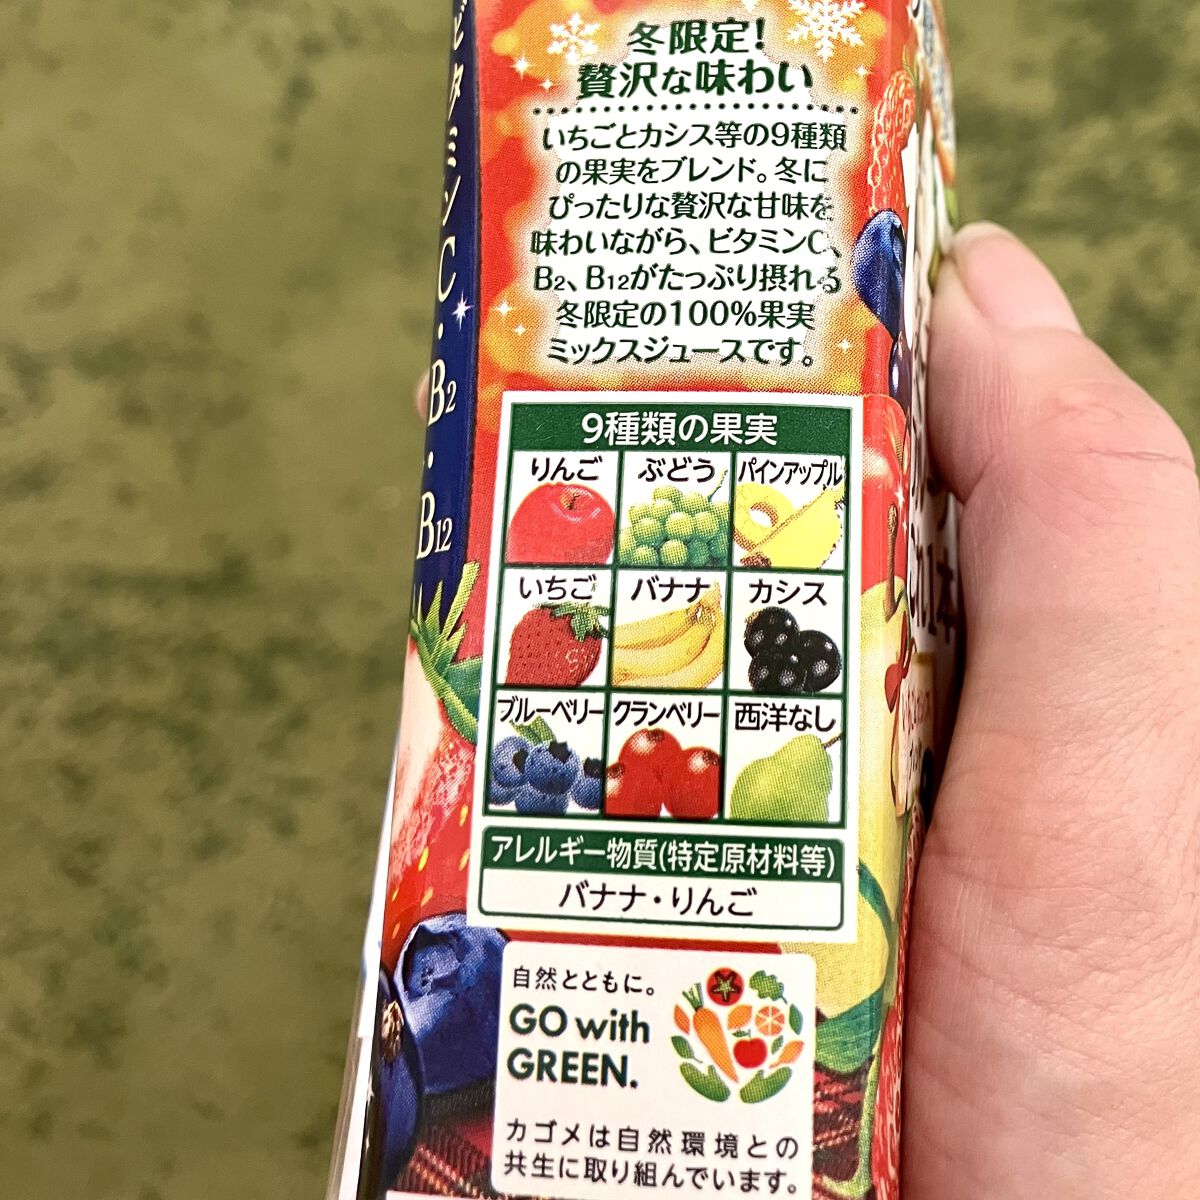 ビタミンC・B2・B12
冬限定!
贅沢な味わい
いちごとカシス等の9種類
の果実をブレンド。冬に
ぴったりな贅沢な甘味を
味わいながら、ビタミンC、
B2、B12がたっぷり摂れる
冬限定の100%果実
ミックスジュースです。
9種類の果実
りんご
ぶどう
パインアップル
いちご
バナナ
カシス
ブルーベリー
クランベリー
西洋なし
アレルギー物質(特定原材料等)
バナナ・りんご
自然とともに。
GO with
GREEN.
カゴメは自然環境との
共生に取り組んでいます。